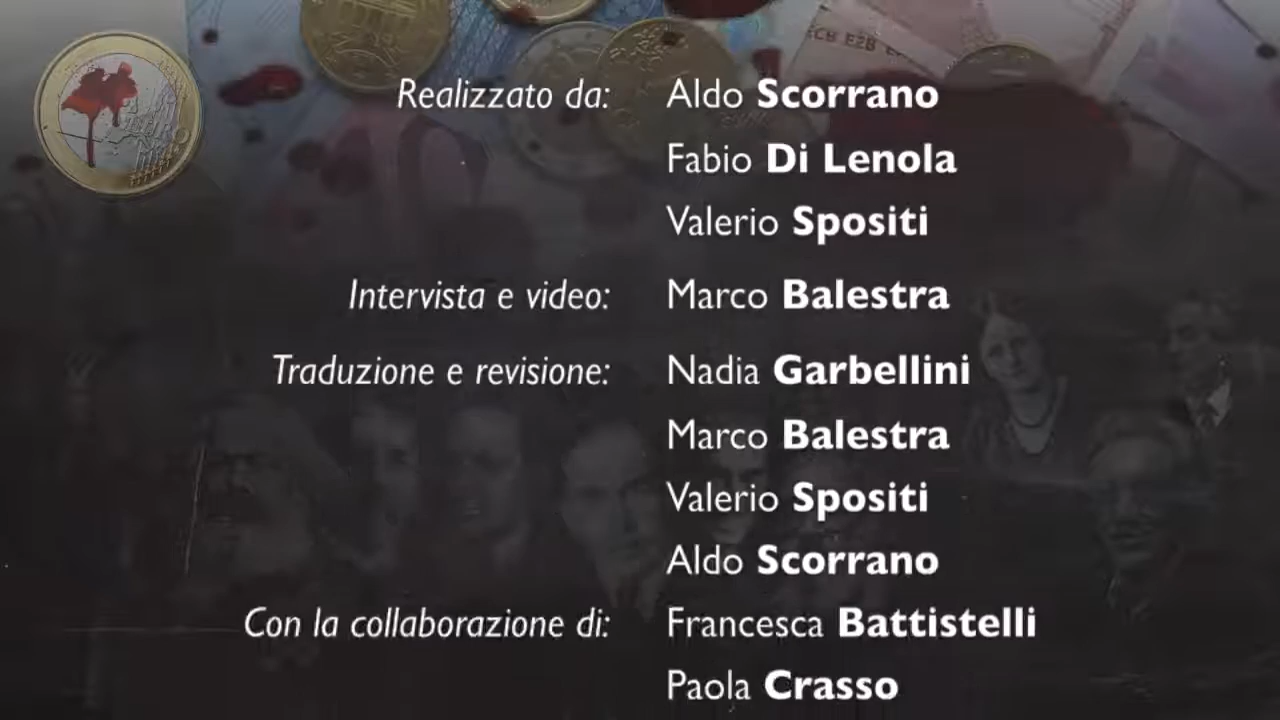 Realizzato da: Aldo Scorrano
Fabio Di Lenola
Valerio Spositi
Intervista e video: Marco Balestra
Traduzione e revisione: Nadia Garbellini
Marco Balestra
Valerio Spositi
Aldo Scorrano
Con la collaborazione di: Francesca Battistelli
Paola Crasso